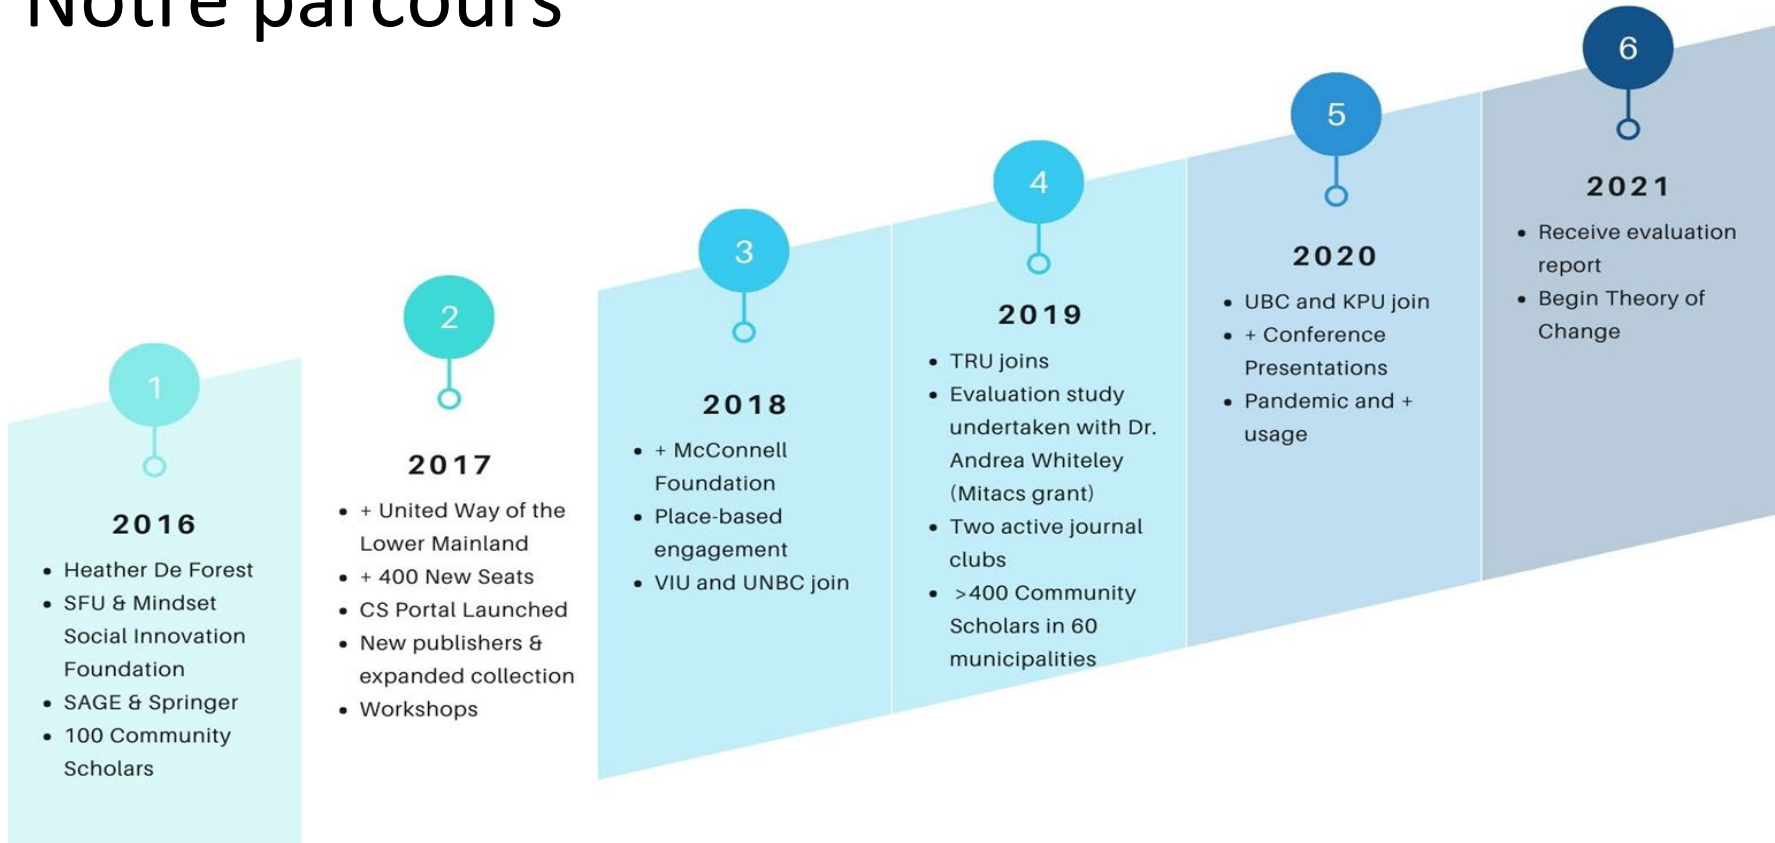 Notre parcours
1
2016
• Heather De Forest
• SFU & Mindset
Social Innovation
Foundation
• SAGE & Springer
• 100 Community
Scholars
2
2017
• + United Way of the
Lower Mainland
• + 400 New Seats
• CS Portal Launched
• New publishers &
expanded collection
• Workshops
3
2018
• + McConnell
Foundation
• Place-based
engagement
• VIU and UNBC join
4
2019
• TRU joins
• Evaluation study
undertaken with Dr.
Andrea Whiteley
(Mitacs grant)
• Two active journal
clubs
• >400 Community
Scholars in 60
municipalities
5
2020
• UBC and KPU join
• + Conference
Presentations
• Pandemic and +
usage
6
2021
• Receive evaluation
report
• Begin Theory of
Change